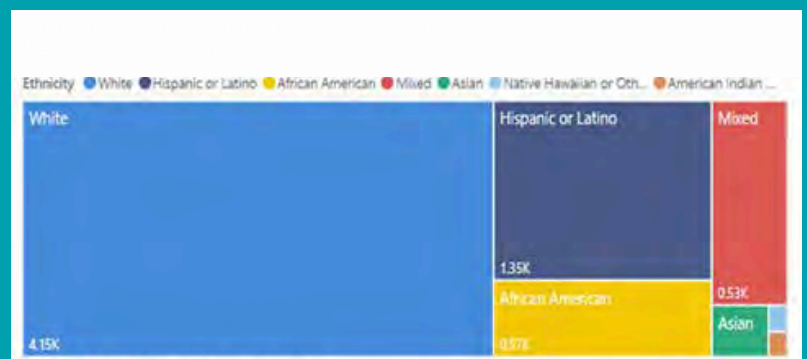 Ethnicity White Hispanic or Latino African American Mixed Asian Native Hawaiian or Oth... American Indian ...
White
Hispanic or Latino
Mixed
1.35K
African American
0.53K
Asian
4.15K
0.57K